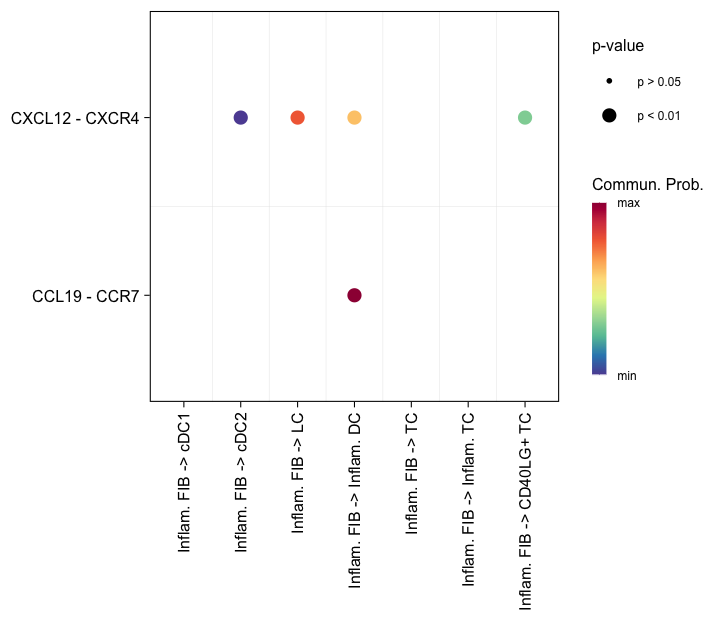 CXCL12 - CXCR4
CCL19 - CCR7
Inflam. FIB -> cDC1
Inflam. FIB -> cDC2
Inflam. FIB -> LC
Inflam. FIB -> Inflam. DC
Inflam. FIB -> TC
Inflam. FIB -> Inflam. TC
Inflam. FIB -> CD40LG+ TC
p-value
p > 0.05
p < 0.01
Commun. Prob.
max
min